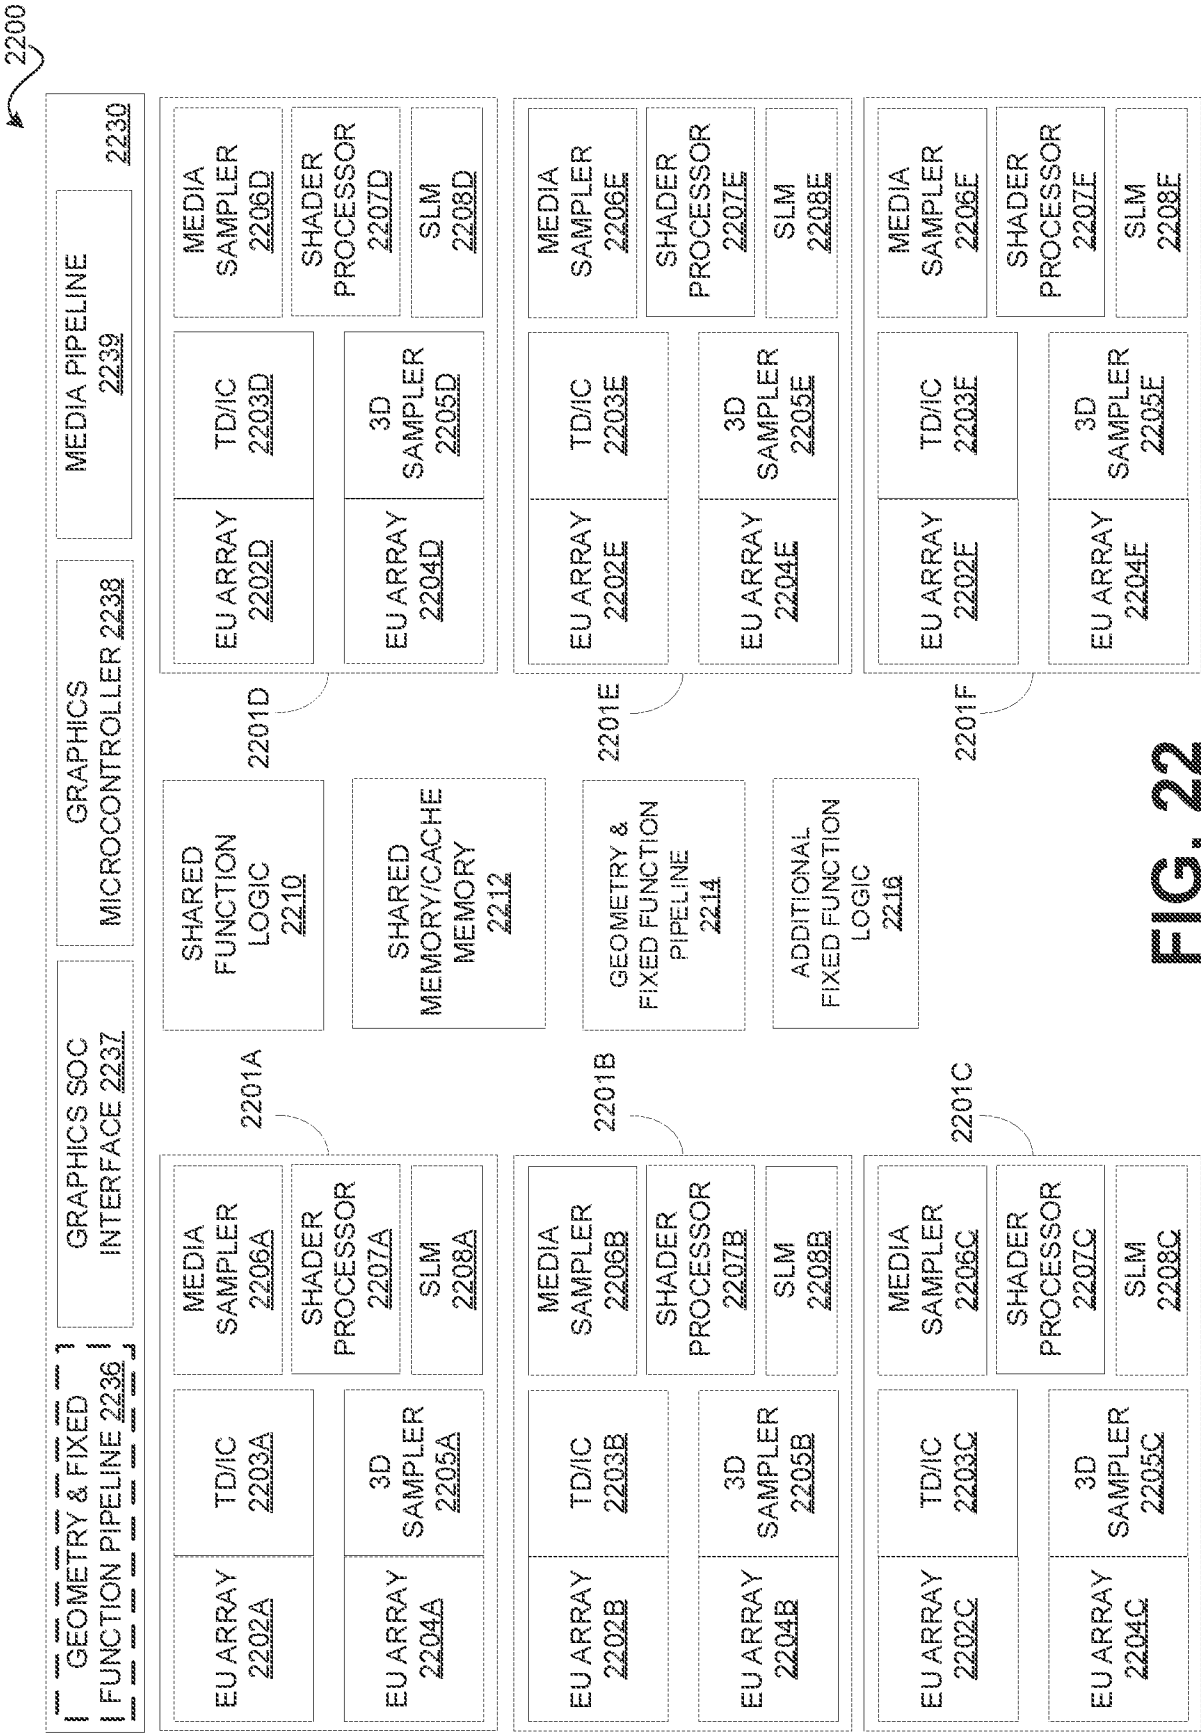 2200
GEOMETRY & FIXED
FUNCTION PIPELINE 2236
GRAPHICS SOC
INTERFACE 2237
GRAPHICS
MICROCONTROLLER 2238
MEDIA PIPELINE
2239
2230
EU ARRAY
2202A
TD/IC
2203A
MEDIA
SAMPLER
2206A
SHADER
PROCESSOR
2207A
EU ARRAY
2204A
3D
SAMPLER
2205A
SLM
2208A
2201A
SHARED
FUNCTION
LOGIC
2210
2201D
EU ARRAY
2202D
TD/IC
2203D
MEDIA
SAMPLER
2206D
SHADER
PROCESSOR
2207D
EU ARRAY
2204D
3D
SAMPLER
2205D
SLM
2208D
SHARED
MEMORY/CACHE
MEMORY
2212
EU ARRAY
2202B
TD/IC
2203B
MEDIA
SAMPLER
2206B
SHADER
PROCESSOR
2207B
EU ARRAY
2204B
3D
SAMPLER
2205B
SLM
2208B
2201B
GEOMETRY &
FIXED FUNCTION
PIPELINE
2214
2201E
EU ARRAY
2202E
TD/IC
2203E
MEDIA
SAMPLER
2206E
SHADER
PROCESSOR
2207E
EU ARRAY
2204E
3D
SAMPLER
2205E
SLM
2208E
ADDITIONAL
FIXED FUNCTION
LOGIC
2216
EU ARRAY
2202C
TD/IC
2203C
MEDIA
SAMPLER
2206C
SHADER
PROCESSOR
2207C
EU ARRAY
2204C
3D
SAMPLER
2205C
SLM
2208C
2201C
2201F
EU ARRAY
2202F
TD/IC
2203F
MEDIA
SAMPLER
2206F
SHADER
PROCESSOR
2207F
EU ARRAY
2204F
3D
SAMPLER
2205F
SLM
2208F
FIG. 22